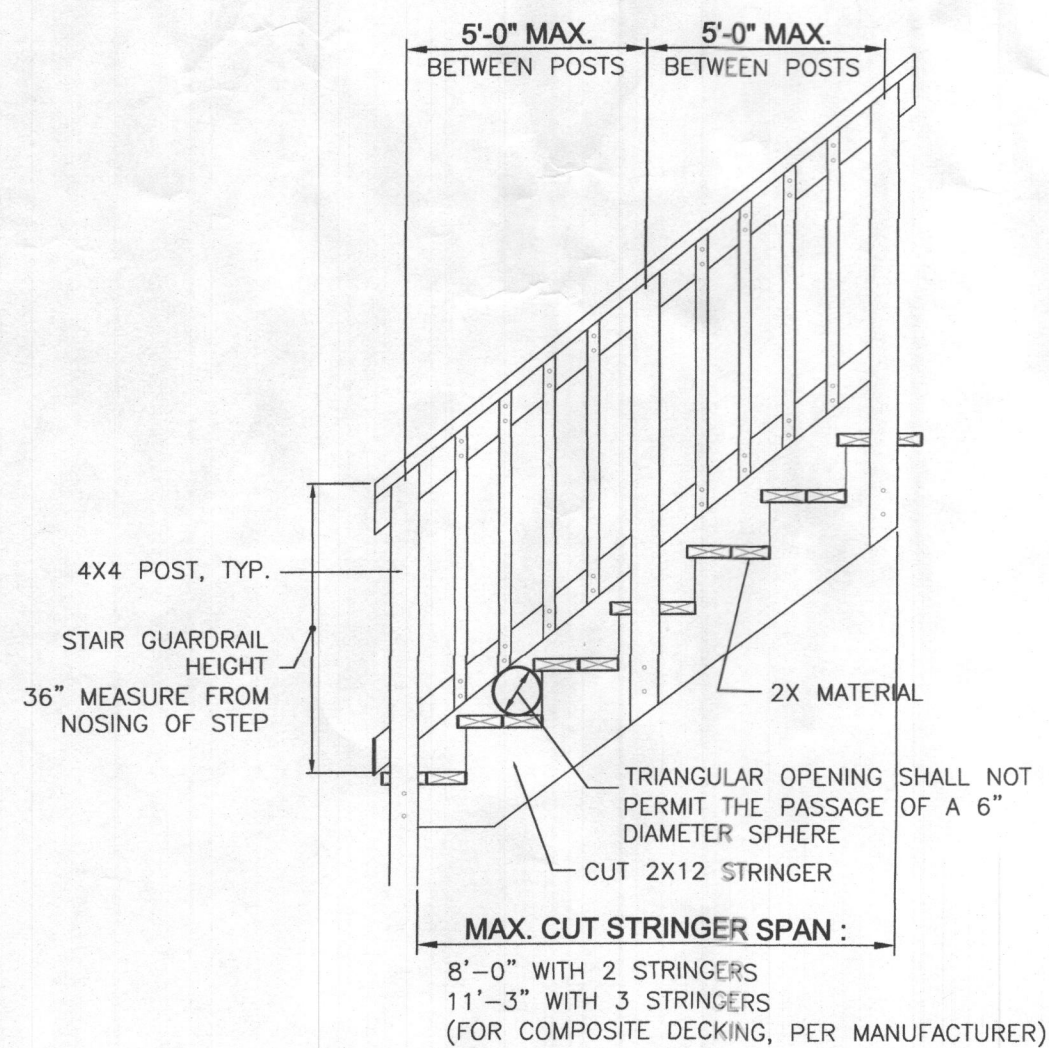 5'-0" MAX.
BETWEEN POSTS
5'-0" MAX.
BETWEEN POSTS
4X4 POST, TYP.
STAIR GUARDRAIL
HEIGHT
36” MEASURE FROM
NOSING OF STEP
2X MATERIAL
TRIANGULAR OPENING SHALL NOT
PERMIT THE PASSAGE OF A 6”
DIAMETER SPHERE
CUT 2X12 STRINGER
MAX. CUT STRINGER SPAN :
8’-0” WITH 2 STRINGERS
11’-3” WITH 3 STRINGERS
(FOR COMPOSITE DECKING, PER MANUFACTURER)